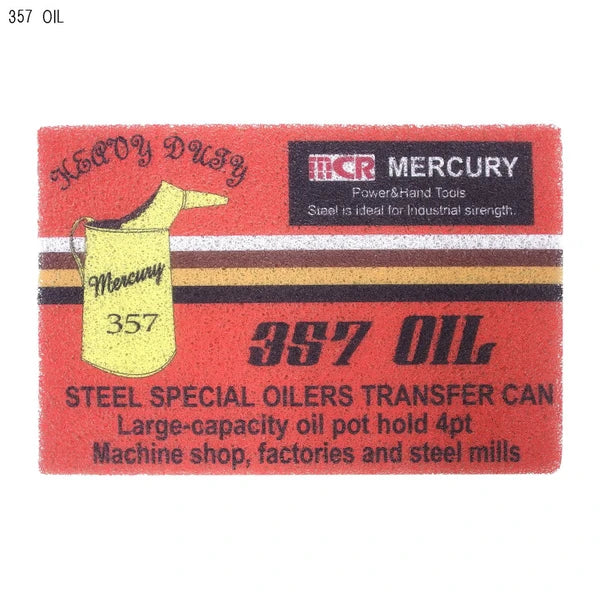 357 OIL
HEAVY DUTY
MCR MERCURY
Power&Hand Tools
Steel is ideal for Industrial strength.
Mercury
357
357 OIL
STEEL SPECIAL OILERS TRANSFER CAN
Large-capacity oil pot hold 4pt
Machine shop, factories and steel mills